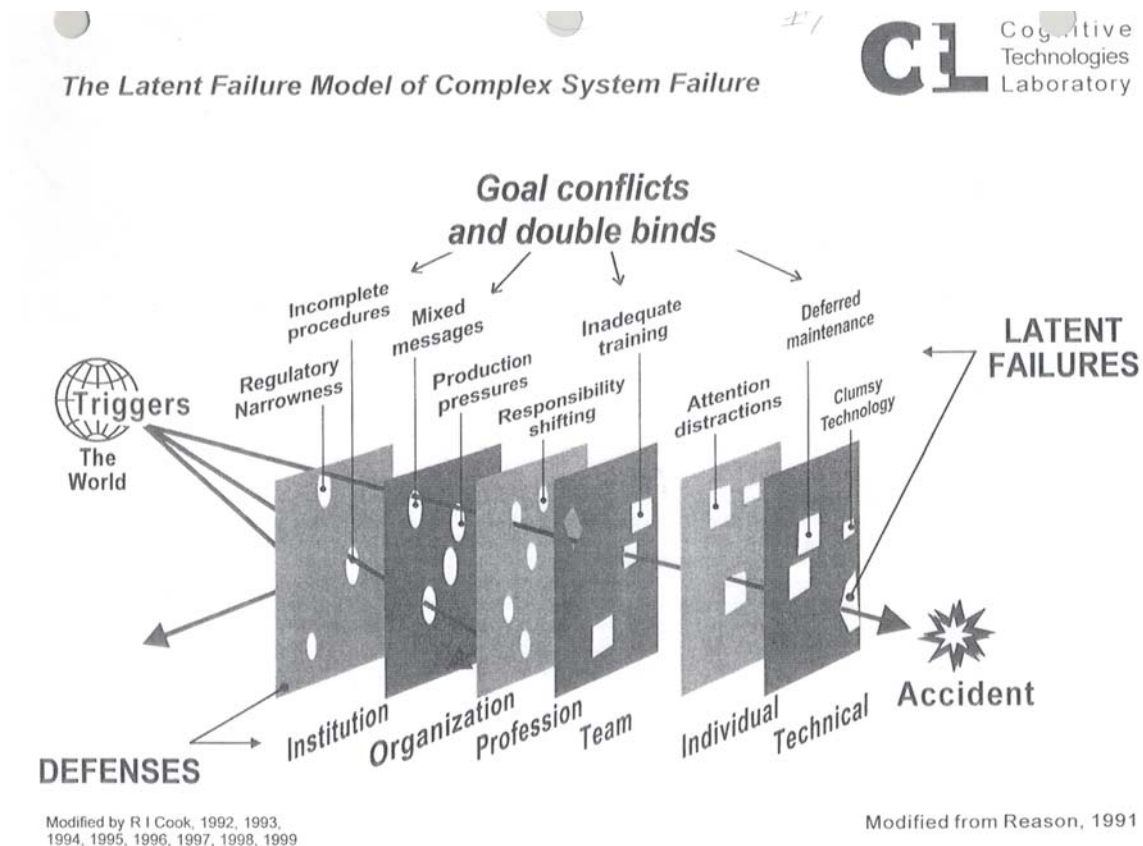 #1
CtL
Cognitive
Technologies
Laboratory
The Latent Failure Model of Complex System Failure
Goal conflicts
and double binds
Incomplete
procedures
Mixed
messages
Inadequate
training
Deferred
maintenance
Regulatory
Narrowness
Production
pressures
Responsibility
shifting
Attention
distractions
Clumsy
Technology
LATENT
FAILURES
Triggers
The
World
Institution
Organization
Profession
Team
Individual
Technical
Accident
DEFENSES
Modified by R I Cook, 1992, 1993,
1994, 1995, 1996, 1997, 1998, 1999
Modified from Reason, 1991